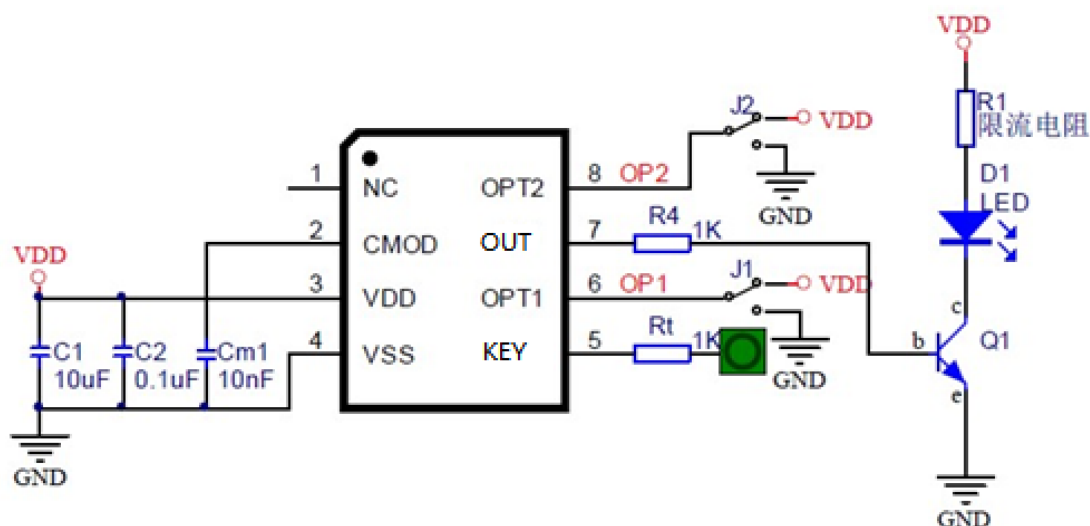 VDD
R1
限流电阻
D1
LED
c
b
Q1
e
GND
J2
VDD
GND
1
NC
OPT2
8
OP2
2
CMOD
OUT
7
R4
1K
3
VDD
OPT1
6
OP1
J1
VDD
4
VSS
KEY
5
Rt
1K
GND
VDD
C1
10uF
C2
0.1uF
Cm1
10nF
GND